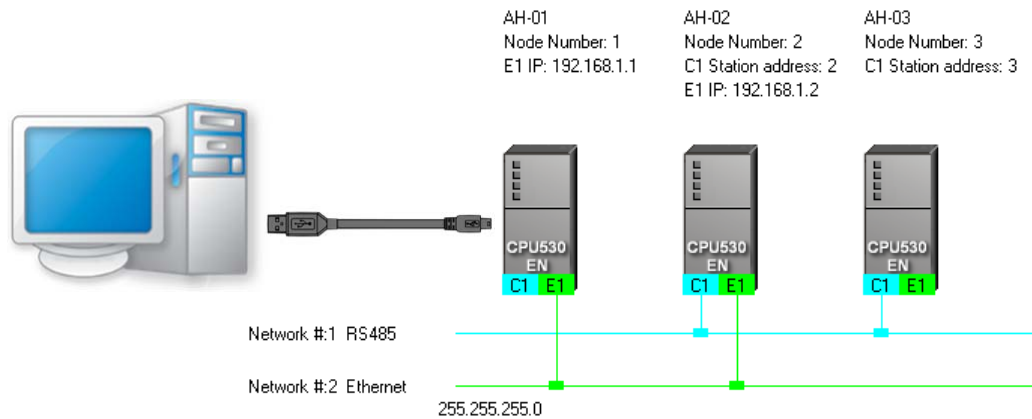 AH-01
Node Number: 1
E1 IP: 192.168.1.1
AH-02
Node Number: 2
C1 Station address: 2
E1 IP: 192.168.1.2
AH-03
Node Number: 3
C1 Station address: 3
CPU530
EN
C1 E1
CPU530
EN
C1 E1
CPU530
EN
C1 E1
Network #:1 RS485
Network #:2 Ethernet
255.255.255.0